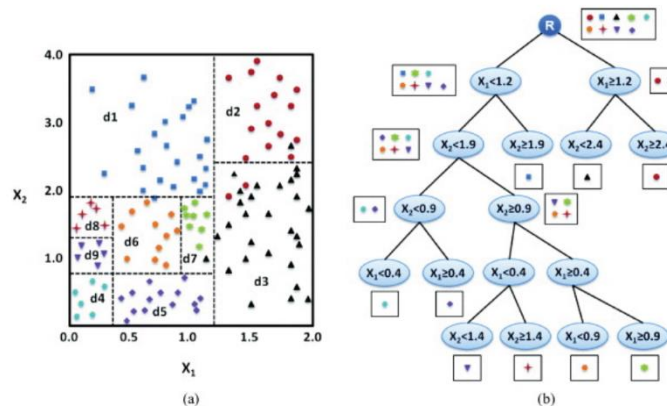 4.0
3.0
2.0
1.0
X2
d1
d2
d8
d6
d9
d7
d3
d4
d5
0.0 0.5 1.0 1.5 2.0
X1
(a)
R
X1<1.2 X1≥1.2
X2<1.9 X2≥1.9 X2<2.4 X2≥2.4
X2<0.9 X2≥0.9
X1<0.4 X1≥0.4 X1<0.4 X1≥0.4
X2<1.4 X2≥1.4 X1<0.9 X1≥0.9
(b)